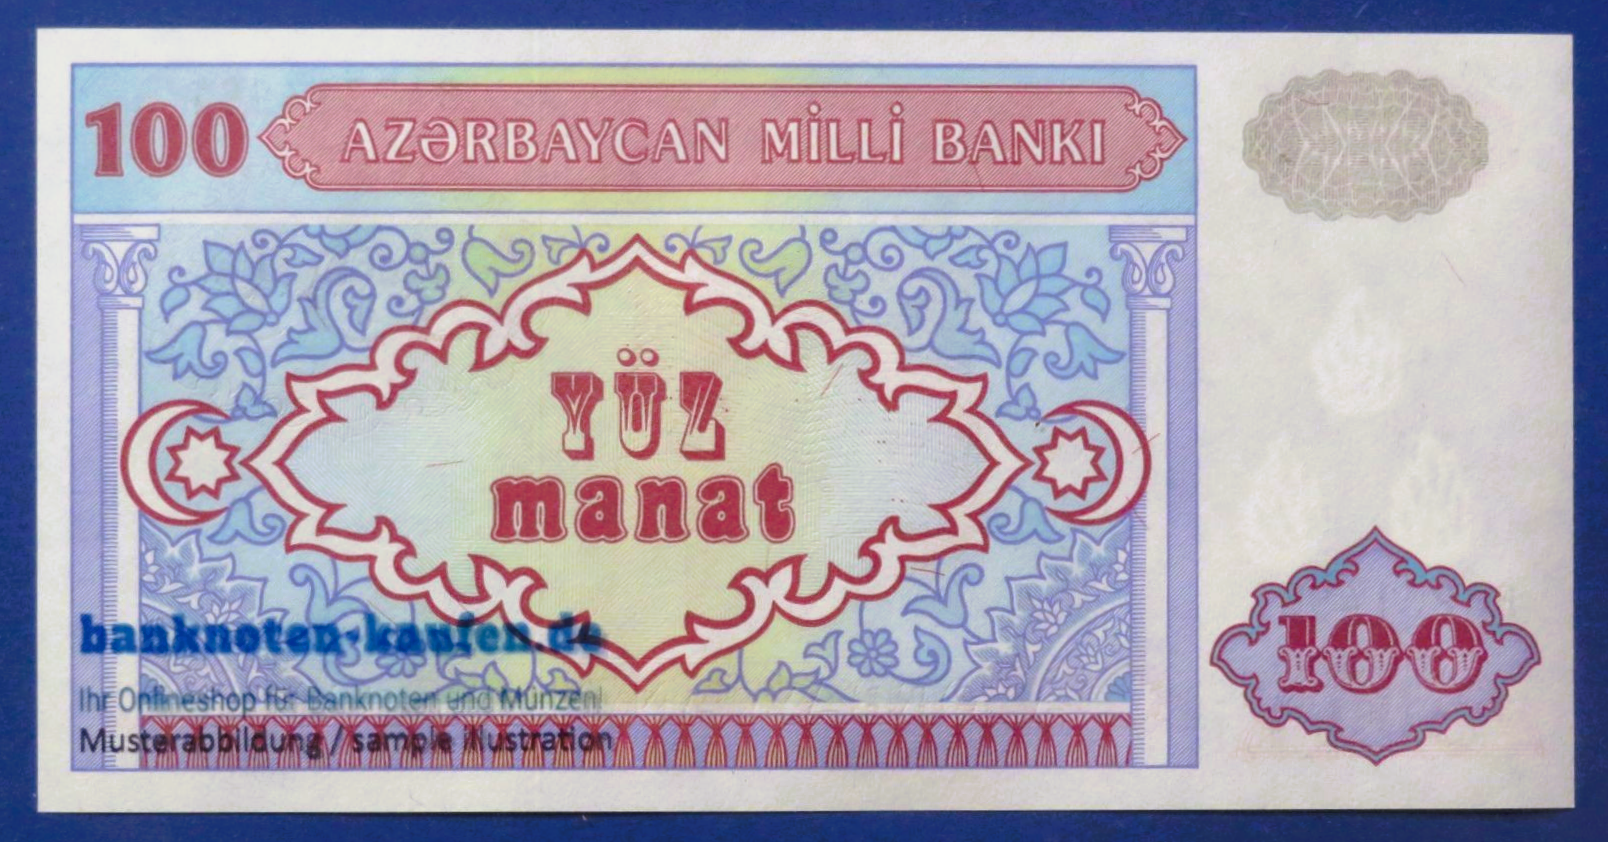 100 AZƏRBAYCAN MİLLİ BANKI
YÜZ
manat
banknoten-kaufen.de
Ihr Onlineshop für Banknoten und Münzen!
100
Musterabbildung / sample illustration